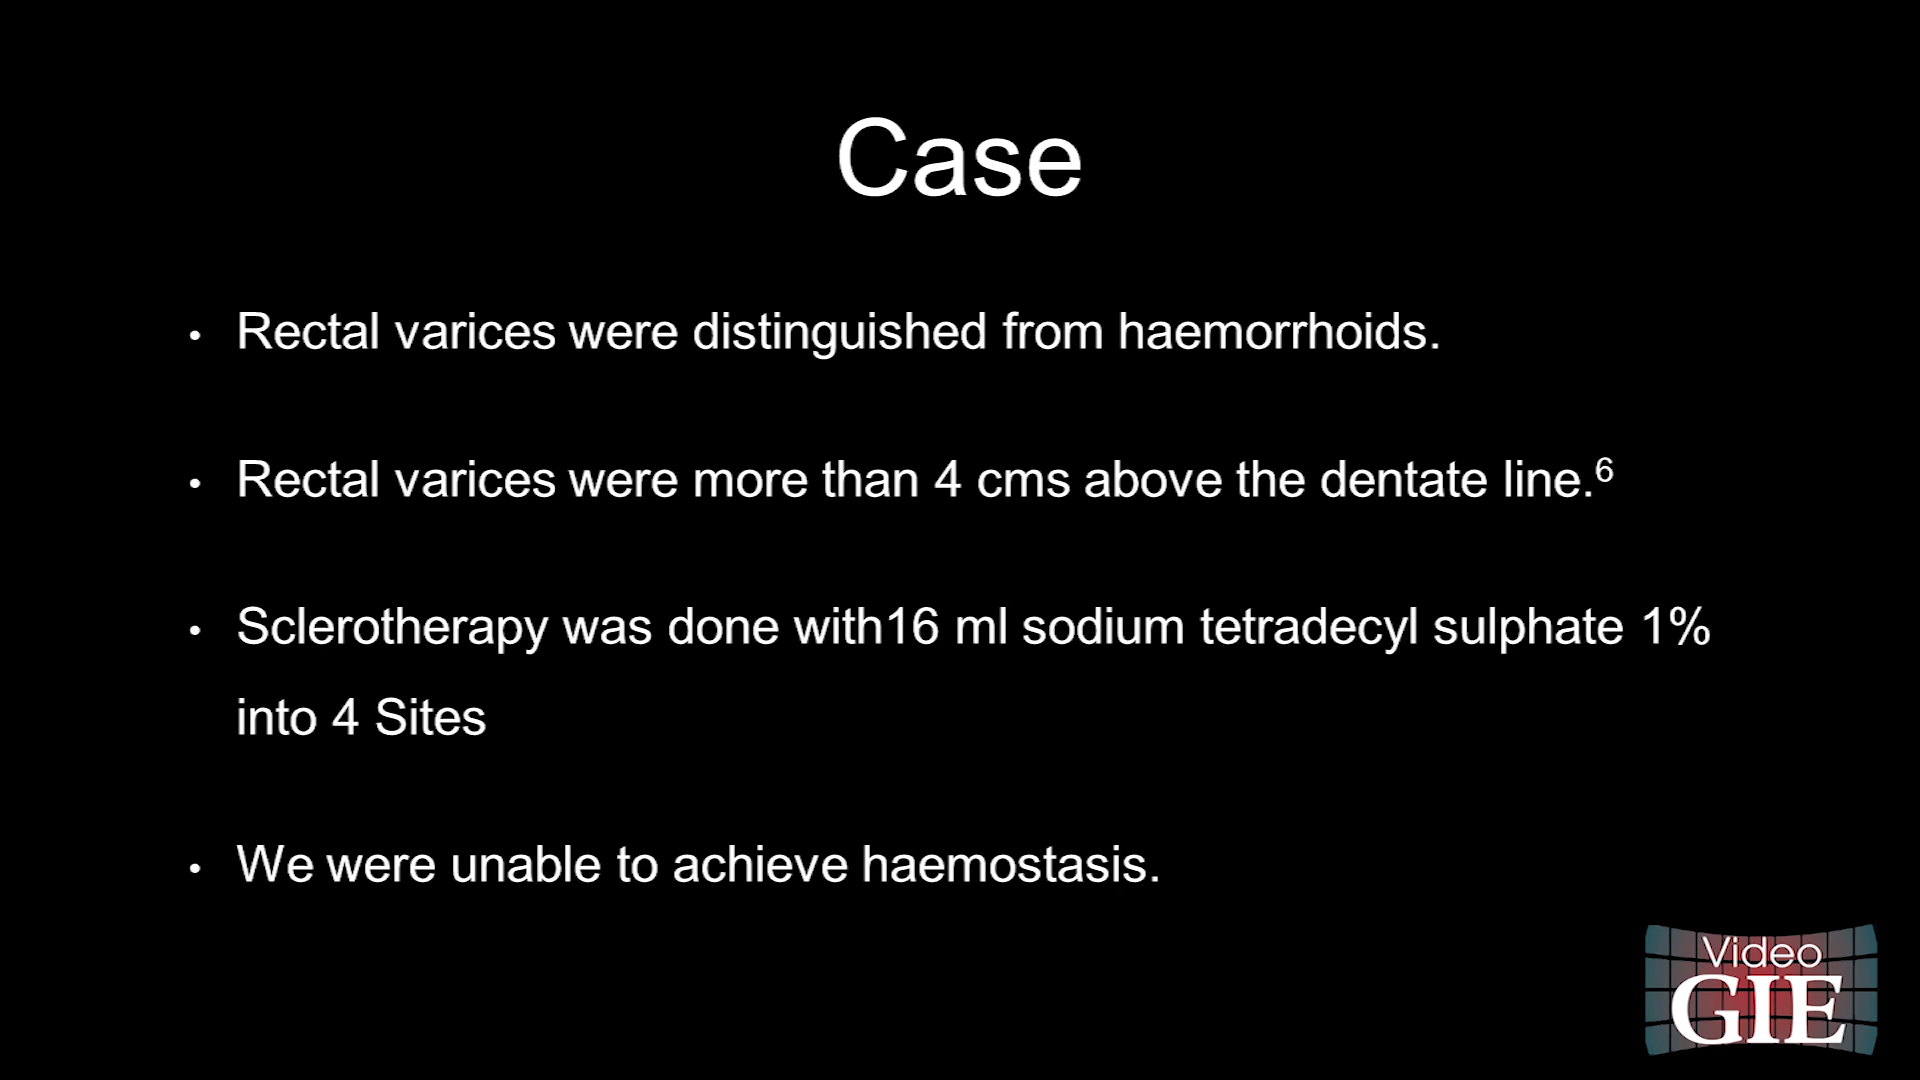 Case
• Rectal varices were distinguished from haemorrhoids.
• Rectal varices were more than 4 cms above the dentate line.⁶
• Sclerotherapy was done with16 ml sodium tetradecyl sulphate 1%
into 4 Sites
• We were unable to achieve haemostasis.
Video
GIE